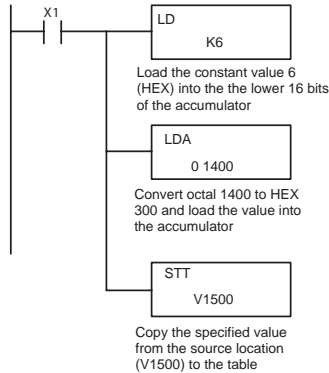 X1
LD
K6
Load the constant value 6
(HEX) into the the lower 16 bits
of the accumulator
LDA
0 1400
Convert octal 1400 to HEX
300 and load the value into
the accumulator
STT
V1500
Copy the specified value
from the source location
(V1500) to the table